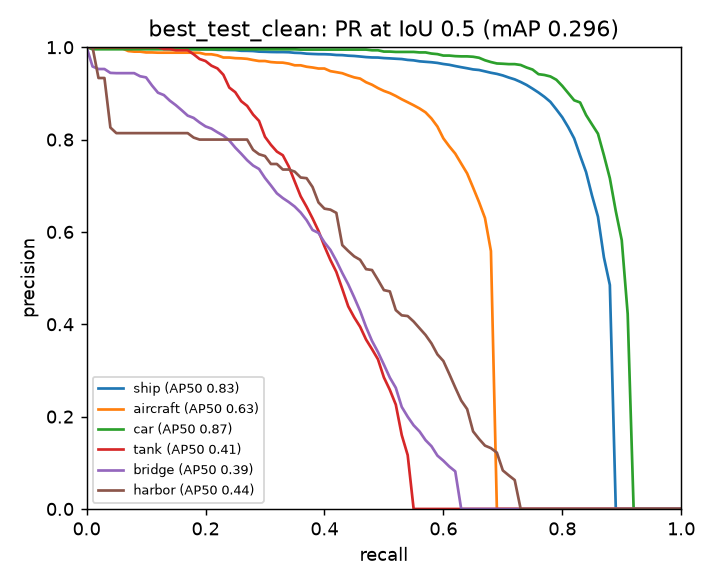 best_test_clean: PR at IoU 0.5 (mAP 0.296)
precision
1.0
0.8
0.6
0.4
0.2
0.0
ship (AP50 0.83)
aircraft (AP50 0.63)
car (AP50 0.87)
tank (AP50 0.41)
bridge (AP50 0.39)
harbor (AP50 0.44)
0.0 0.2 0.4 0.6 0.8 1.0
recall